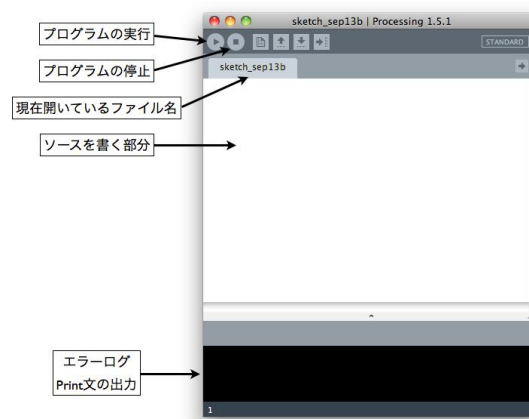 sketch_sep13b | Processing 1.5.1
プログラムの実行
STANDARD
プログラムの停止
sketch_sep13b
現在開いているファイル名
ソースを書く部分
エラーログ
Print文の出力
1